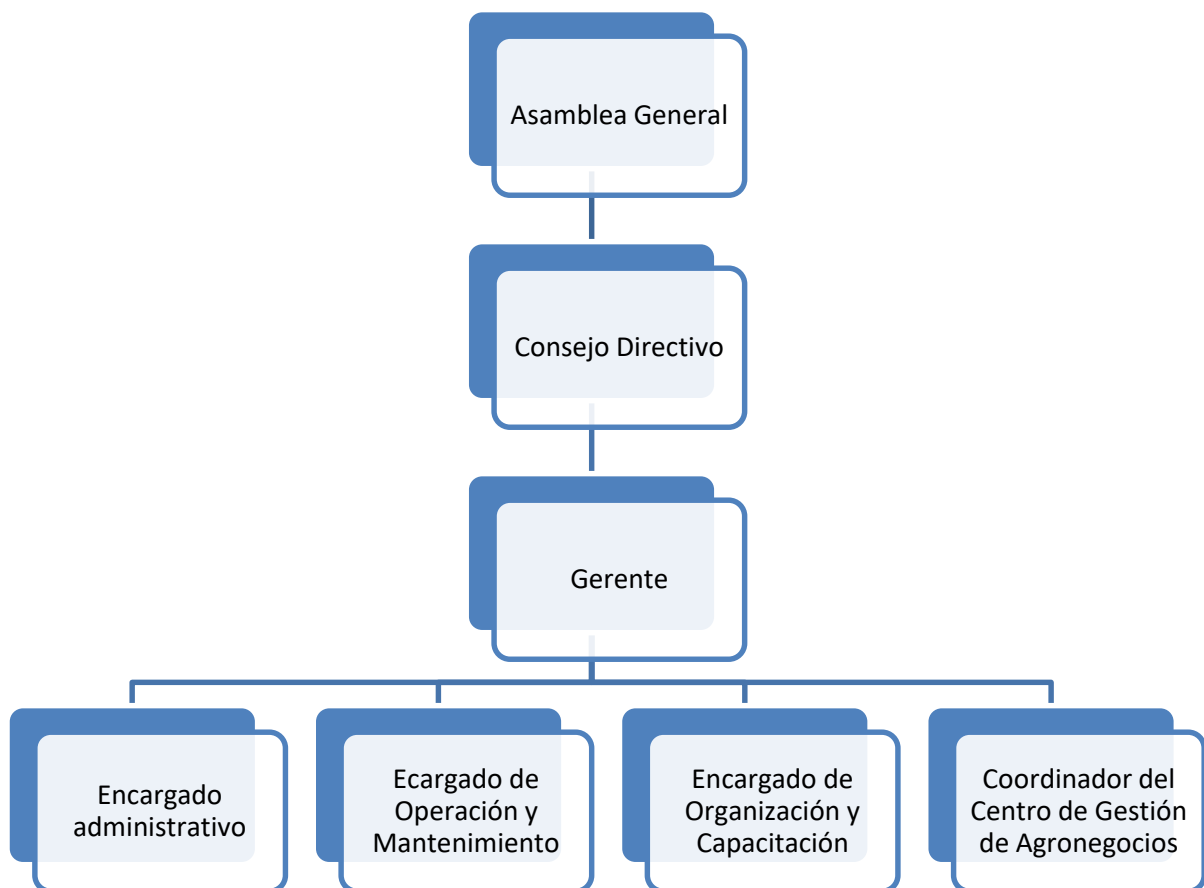 Asamblea General
Consejo Directivo
Gerente
Encargado
administrativo
Ecargado de
Operación y
Mantenimiento
Encargado de
Organización y
Capacitación
Coordinador del
Centro de Gestión
de Agronegocios